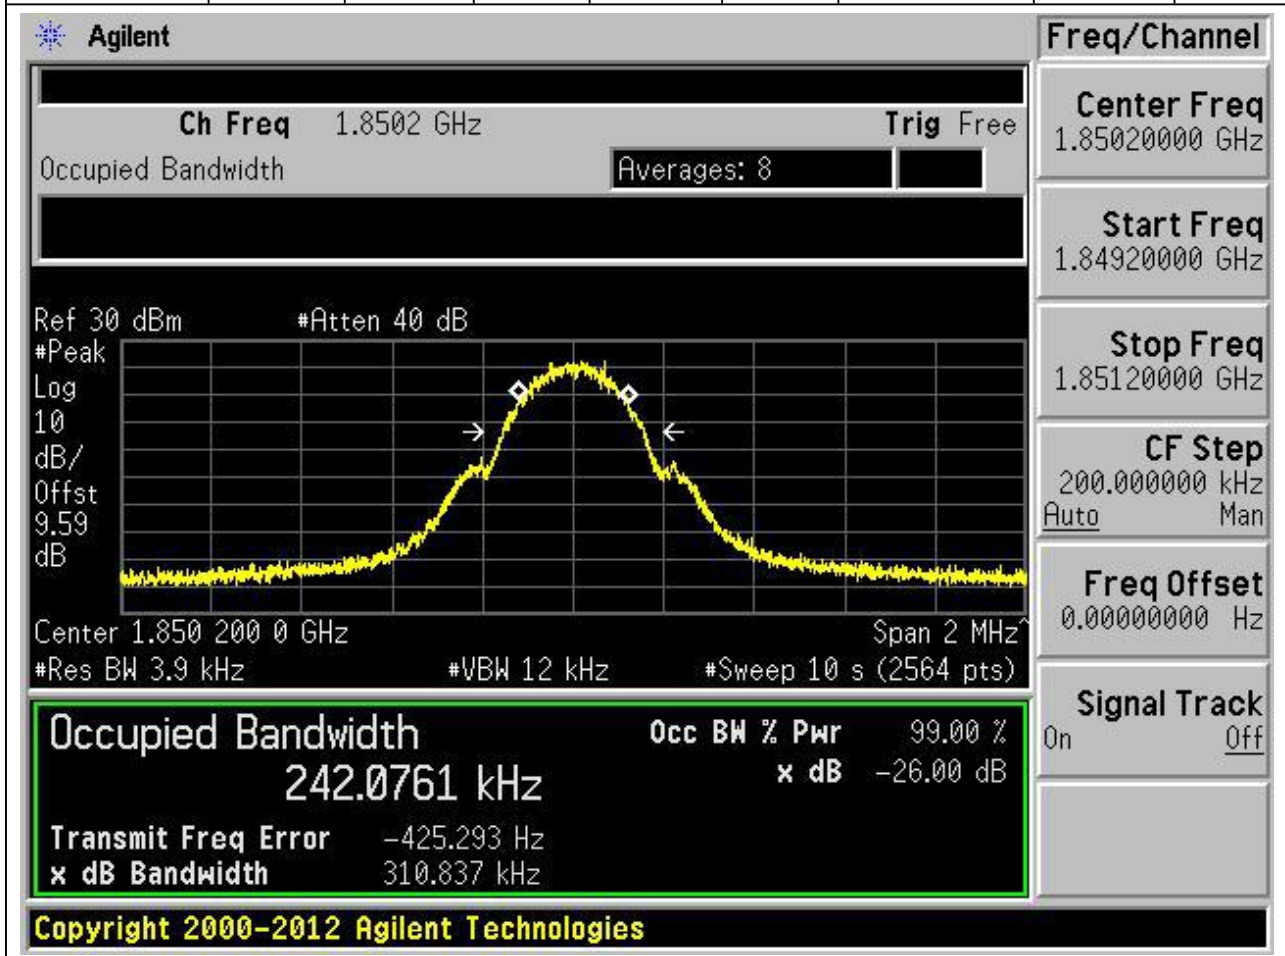 Agilent
Freq/Channel
Ch Freq 1.8502 GHz Trig Free
Occupied Bandwidth Averages: 8
Center Freq
1.85020000 GHz
Start Freq
1.84920000 GHz
Stop Freq
1.85120000 GHz
CF Step
200.000000 kHz
Auto Man
Freq Offset
0.00000000 Hz
Signal Track
On Off
Ref 30 dBm #Atten 40 dB
#Peak
Log
10
dB/
Offst
9.59
dB
Center 1.850 200 0 GHz Span 2 MHz^
#Res BW 3.9 kHz #VBW 12 kHz #Sweep 10 s (2564 pts)
Occupied Bandwidth Occ BW % Pwr 99.00 %
242.0761 kHz x dB -26.00 dB
Transmit Freq Error -425.293 Hz
x dB Bandwidth 310.837 kHz
Copyright 2000-2012 Agilent Technologies